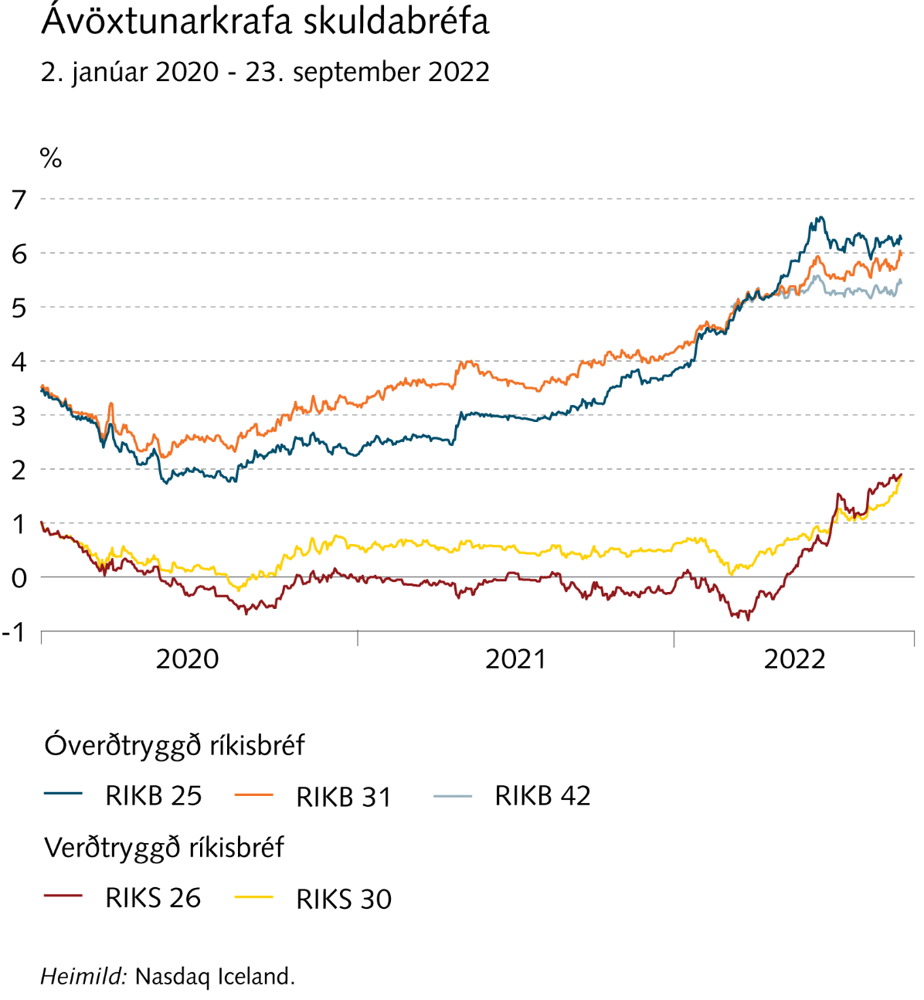 Ávöxtunarkrafa skuldabréfa
2. janúar 2020 - 23. september 2022
%
7
6
5
4
3
2
1
0
-1
2020 2021 2022
Óverðtryggð ríkisbréf
RIKB 25 RIKB 31 RIKB 42
Verðtryggð ríkisbréf
RIKS 26 RIKS 30
Heimild: Nasdaq Iceland.